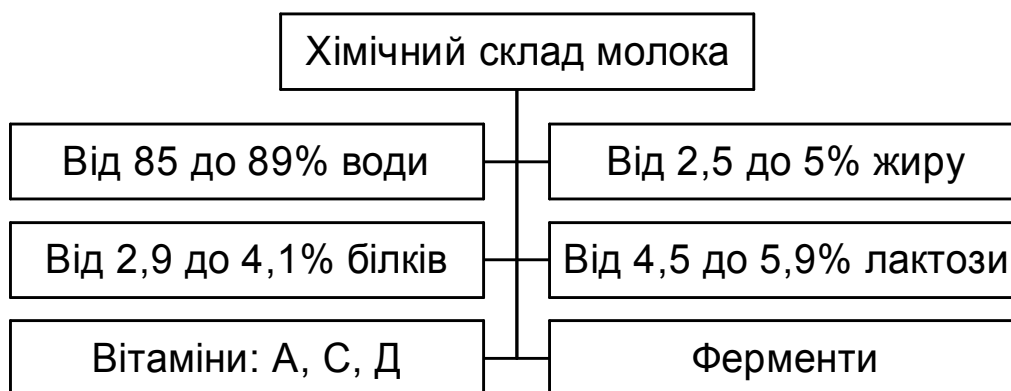 Хімічний склад молока
Від 85 до 89% води
Від 2,5 до 5% жиру
Від 2,9 до 4,1% білків
Від 4,5 до 5,9% лактози
Вітаміни: А, С, Д
Ферменти